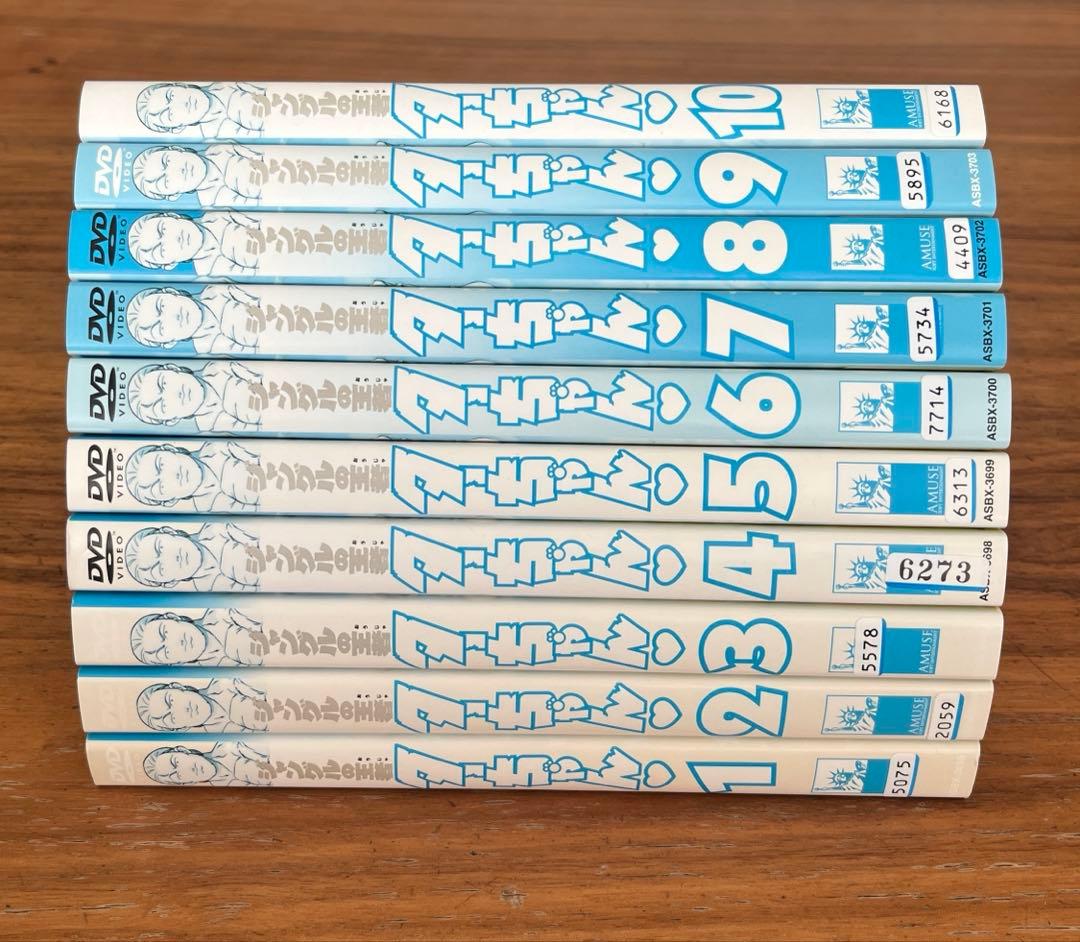 ジャングルの王者 ターちゃん♡ 10 AMUSE 6168
DVD VIDEO ジャングルの王者 ターちゃん♡ 9 5895 ASBX-3703
DVD VIDEO ジャングルの王者 ターちゃん♡ 8 AMUSE 4409 ASBX-3702
DVD VIDEO ジャングルの王者 ターちゃん♡ 7 5734 ASBX-3701
DVD VIDEO ジャングルの王者 ターちゃん♡ 6 7714 ASBX-3700
DVD VIDEO ジャングルの王者 ターちゃん♡ 5 AMUSE 6313 ASBX-3699
DVD VIDEO ジャングルの王者 ターちゃん♡ 4 6273
ジャングルの王者 ターちゃん♡ 3 5578 AMUSE
ジャングルの王者 ターちゃん♡ 2 AMUSE 2059
DVD ジャングルの王者 ターちゃん♡ 1 5075